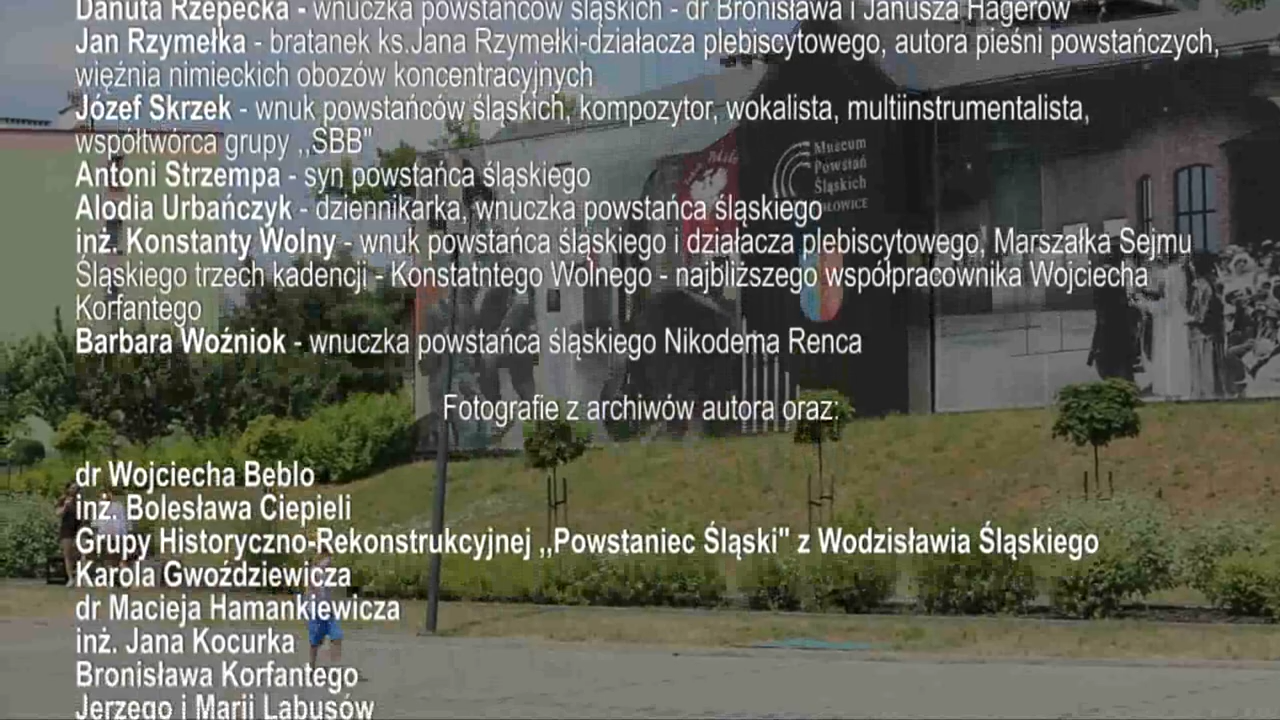 Danuta Rzepecka - wnuczka powstańców śląskich - dr Bronisława i Janusza Hagerów
Jan Rzymełka - bratanek ks.Jana Rzymełki-działacza plebiscytowego, autora pieśni powstańczych,
więźnia nimieckich obozów koncentracyjnych
Józef Skrzek - wnuk powstańców śląskich, kompozytor, wokalista, multiinstrumentalista,
współtwórca grupy ,,SBB"
Antoni Strzempa - syn powstańca śląskiego
Alodia Urbańczyk - dziennikarka, wnuczka powstańca śląskiego
inż. Konstanty Wolny - wnuk powstańca śląskiego i działacza plebiscytowego, Marszałka Sejmu
Śląskiego trzech kadencji - Konstatntego Wolnego - najbliższego współpracownika Wojciecha
Korfantego
Barbara Woźniok - wnuczka powstańca śląskiego Nikodema Renca
Fotografie z archiwów autora oraz:
dr Wojciecha Beblo
inż. Bolesława Ciepieli
Grupy Historyczno-Rekonstrukcyjnej ,,Powstaniec Śląski" z Wodzisławia Śląskiego
Karola Gwoździewicza
dr Macieja Hamankiewicza
inż. Jana Kocurka
Bronisława Korfantego
Jerzego i Marii Labusów
Muzeum
Powstań
Śląskich